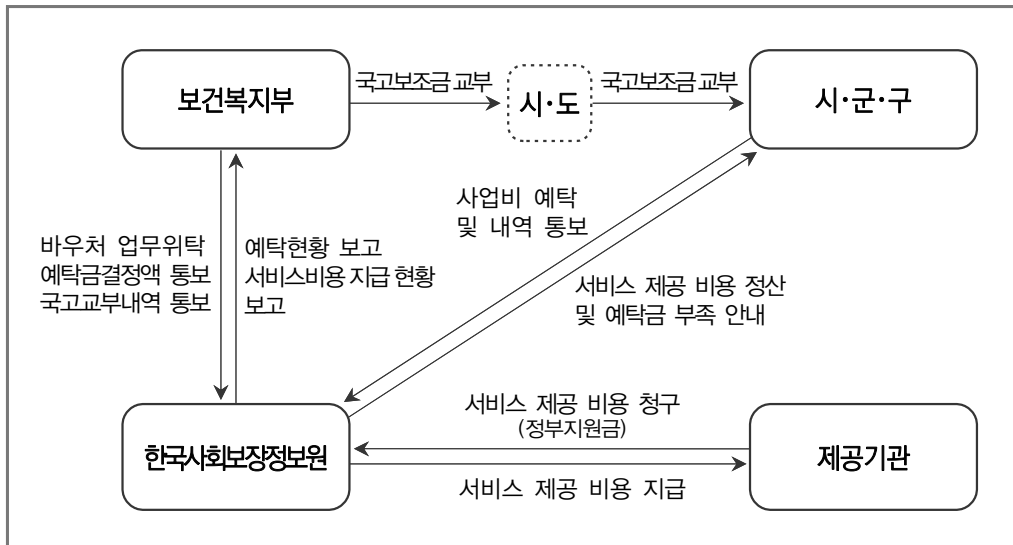 보건복지부
국고보조금 교부
시·도
국고보조금 교부
시·군·구
사업비 예탁
및 내역 통보
바우처 업무위탁
예탁금결정액 통보
국고교부내역 통보
예탁현황 보고
서비스비용 지급 현황
보고
서비스 제공 비용 정산
및 예탁금 부족 안내
한국사회보장정보원
서비스 제공 비용 청구
(정부지원금)
서비스 제공 비용 지급
제공기관